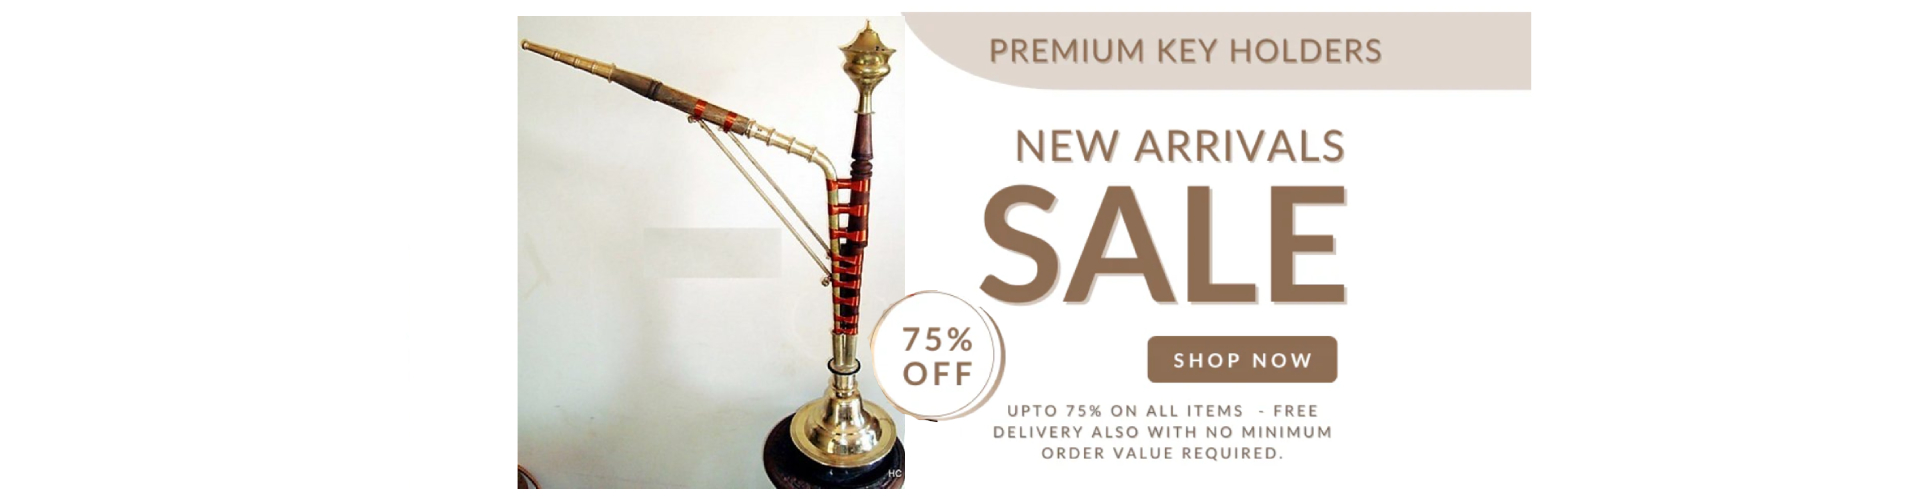 PREMIUM KEY HOLDERS
NEW ARRIVALS
SALE
75%
OFF
SHOP NOW
UPTO 75% ON ALL ITEMS - FREE
DELIVERY ALSO WITH NO MINIMUM
ORDER VALUE REQUIRED.
HC